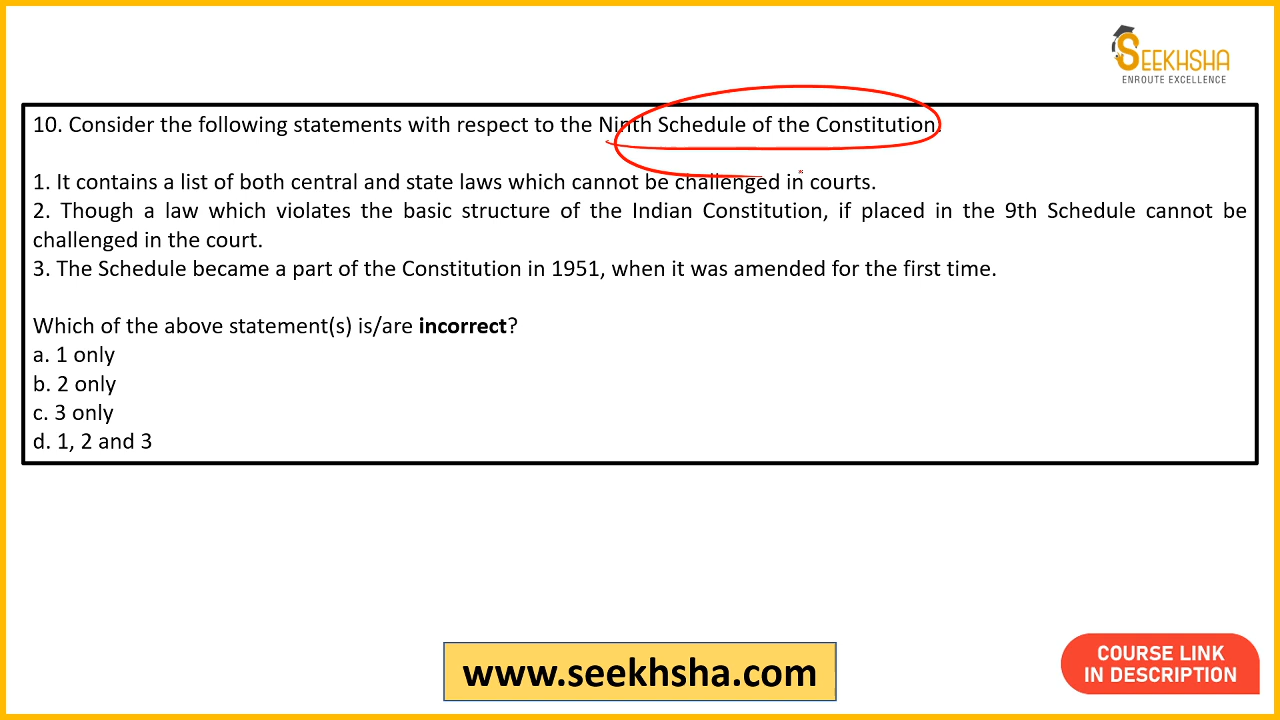 SEEKHSHA
ENROUTE EXCELLENCE
10. Consider the following statements with respect to the Ninth Schedule of the Constitution.
1. It contains a list of both central and state laws which cannot be challenged in courts.
2. Though a law which violates the basic structure of the Indian Constitution, if placed in the 9th Schedule cannot be
challenged in the court.
3. The Schedule became a part of the Constitution in 1951, when it was amended for the first time.
Which of the above statement(s) is/are incorrect?
a. 1 only
b. 2 only
c. 3 only
d. 1, 2 and 3
www.seekhsha.com
COURSE LINK
IN DESCRIPTION